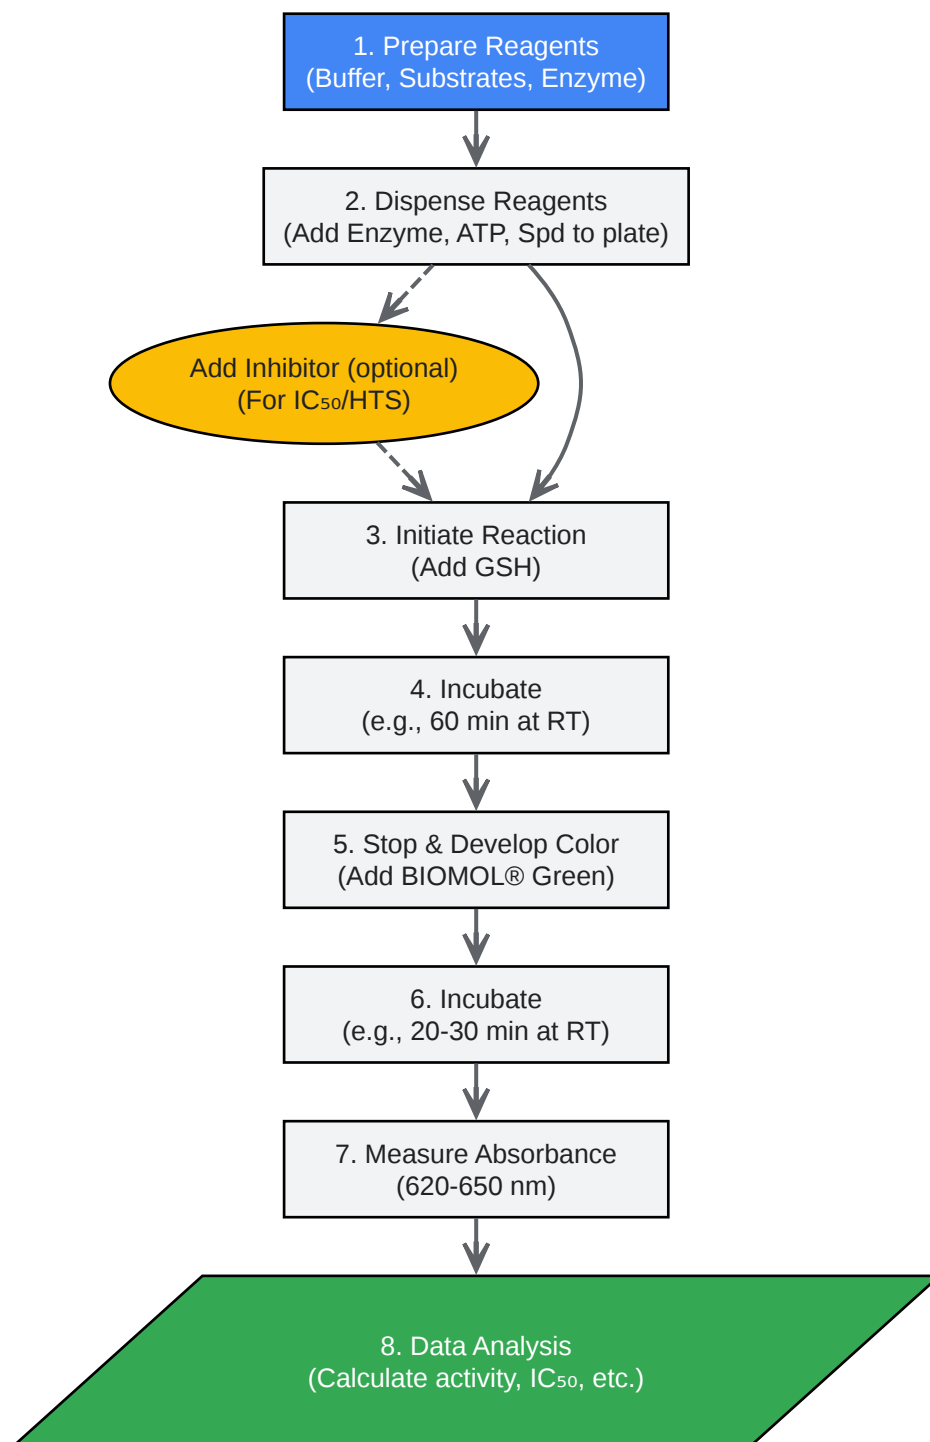 1. Prepare Reagents
(Buffer, Substrates, Enzyme)
2. Dispense Reagents
(Add Enzyme, ATP, Spd to plate)
Add Inhibitor (optional)
(For IC₅₀/HTS)
3. Initiate Reaction
(Add GSH)
4. Incubate
(e.g., 60 min at RT)
5. Stop & Develop Color
(Add BIOMOL® Green)
6. Incubate
(e.g., 20-30 min at RT)
7. Measure Absorbance
(620-650 nm)
8. Data Analysis
(Calculate activity, IC₅₀, etc.)